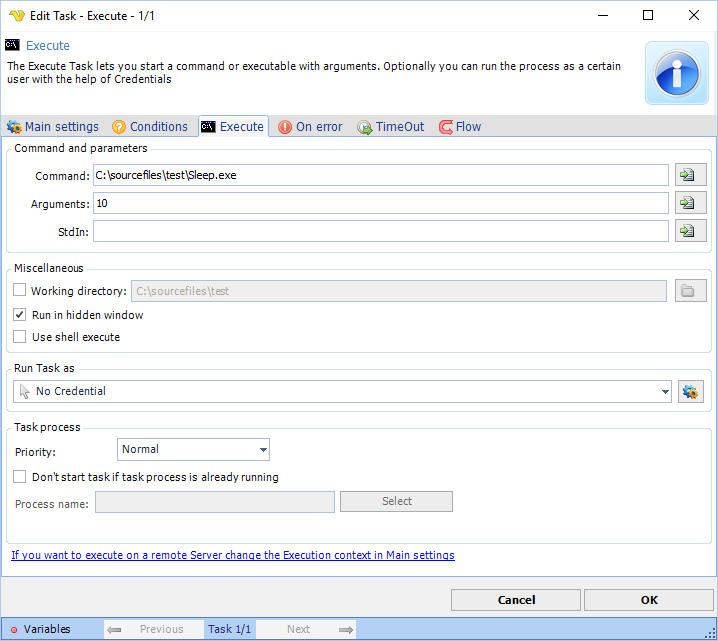 Edit Task - Execute - 1/1
C:\
Execute
The Execute Task lets you start a command or executable with arguments. Optionally you can run the process as a certain
user with the help of Credentials
Main settings Conditions C:\ Execute On error TimeOut Flow
Command and parameters
Command: C:\sourcefiles\test\Sleep.exe
Arguments: 10
StdIn:
Miscellaneous
Working directory: C:\sourcefiles\test
Run in hidden window
Use shell execute
Run Task as
No Credential
Task process
Priority: Normal
Don't start task if task process is already running
Process name: Select
If you want to execute on a remote Server change the Execution context in Main settings
Cancel OK
Variables Previous Task 1/1 Next